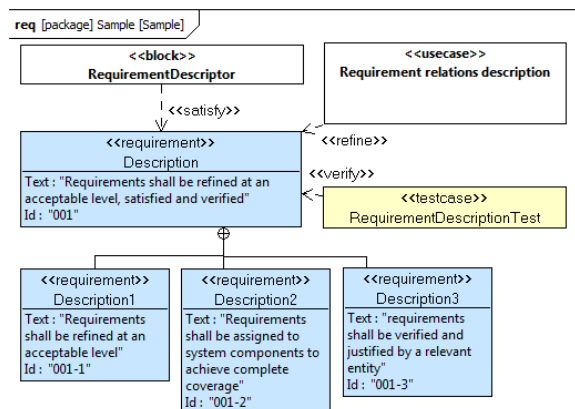 req [package] Sample [Sample]
<<block>>
RequirementDescriptor
<<usecase>>
Requirement relations description
<<satisfy>>
<<refine>>
<<requirement>>
Description
Text : "Requirements shall be refined at an
acceptable level, satisfied and verified"
Id : "001"
<<verify>>
<<testcase>>
RequirementDescriptionTest
<<requirement>>
Description1
Text : "Requirements
shall be refined at an
acceptable level"
Id : "001-1"
<<requirement>>
Description2
Text : "Requirements
shall be assigned to
system components to
achieve complete
coverage"
Id : "001-2"
<<requirement>>
Description3
Text : "requirements
shall be verified and
justified by a relevant
entity"
Id : "001-3"